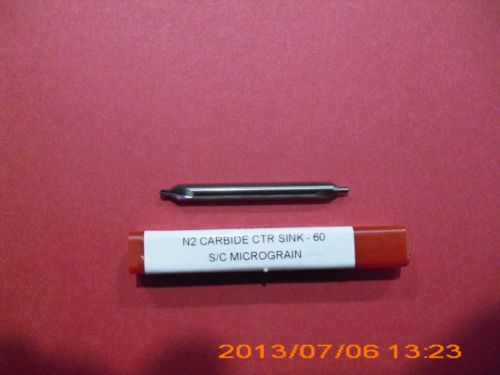 N2 CARBIDE CTR SINK - 60
S/C MICROGRAIN
2013/07/06 13:23